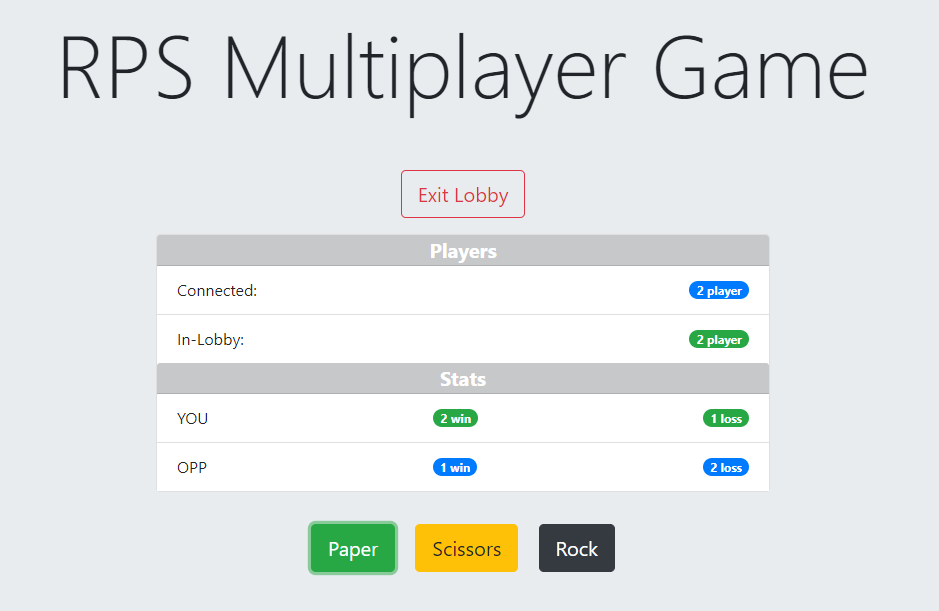 RPS Multiplayer Game
Exit Lobby
Players
Connected: 2 player
In-Lobby: 2 player
Stats
YOU 2 win 1 loss
OPP 1 win 2 loss
Paper Scissors Rock